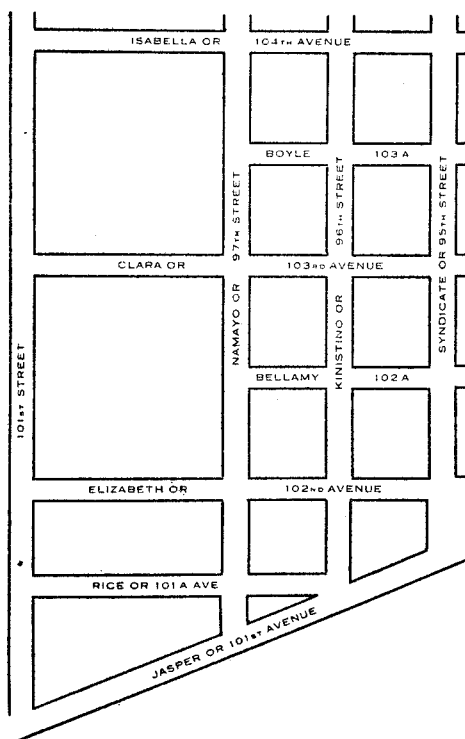 ISABELLA OR 104TH AVENUE
BOYLE 103 A
97TH STREET
96TH STREET
SYNDICATE OR 95TH STREET
CLARA OR 103RD AVENUE
NAMAYO OR
KINISTINO OR
101ST STREET
BELLAMY 102 A
ELIZABETH OR 102ND AVENUE
RICE OR 101 A AVE
JASPER OR 101ST AVENUE